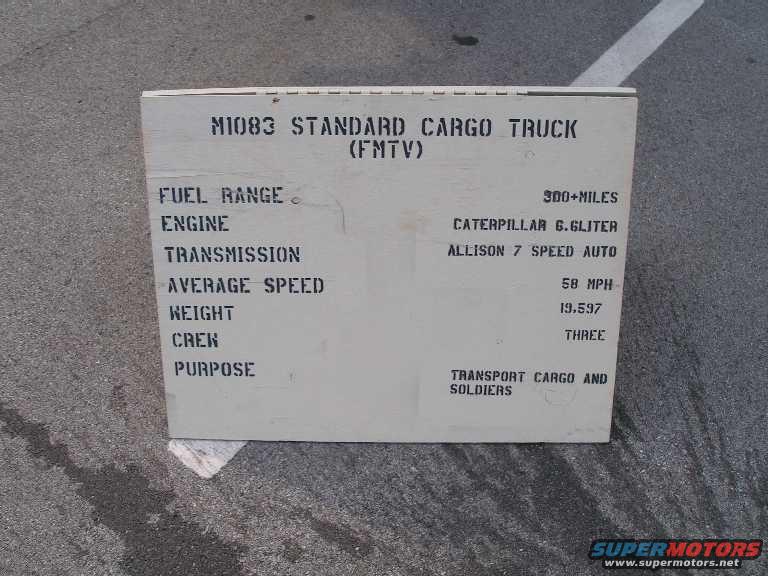 M1083 STANDARD CARGO TRUCK
(FMTV)
FUEL RANGE 300+MILES
ENGINE CATERPILLAR 6.6LITER
TRANSMISSION ALLISON 7 SPEED AUTO
AVERAGE SPEED 58 MPH
WEIGHT 19,597
CREW THREE
PURPOSE TRANSPORT CARGO AND
SOLDIERS
SUPERMOTORS
www.supermotors.net